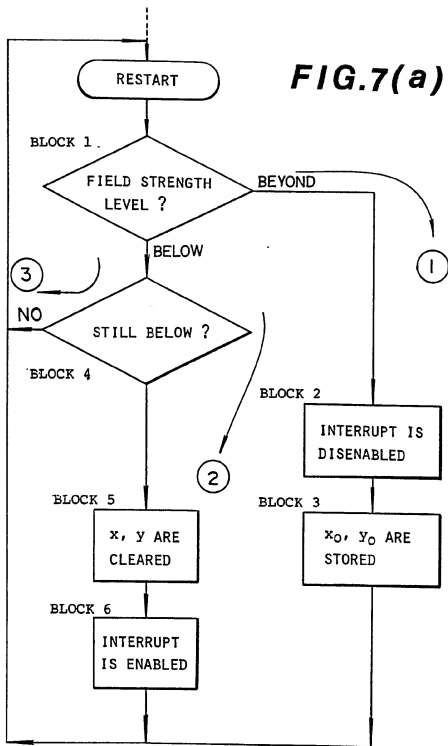 FIG.7(a)
RESTART
BLOCK 1.
FIELD STRENGTH
LEVEL ?
BEYOND
1
BELOW
3
NO
STILL BELOW ?
BLOCK 4
2
BLOCK 2
INTERRUPT IS
DISENABLED
BLOCK 3
x₀, y₀ ARE
STORED
BLOCK 5
x, y ARE
CLEARED
BLOCK 6
INTERRUPT
IS ENABLED